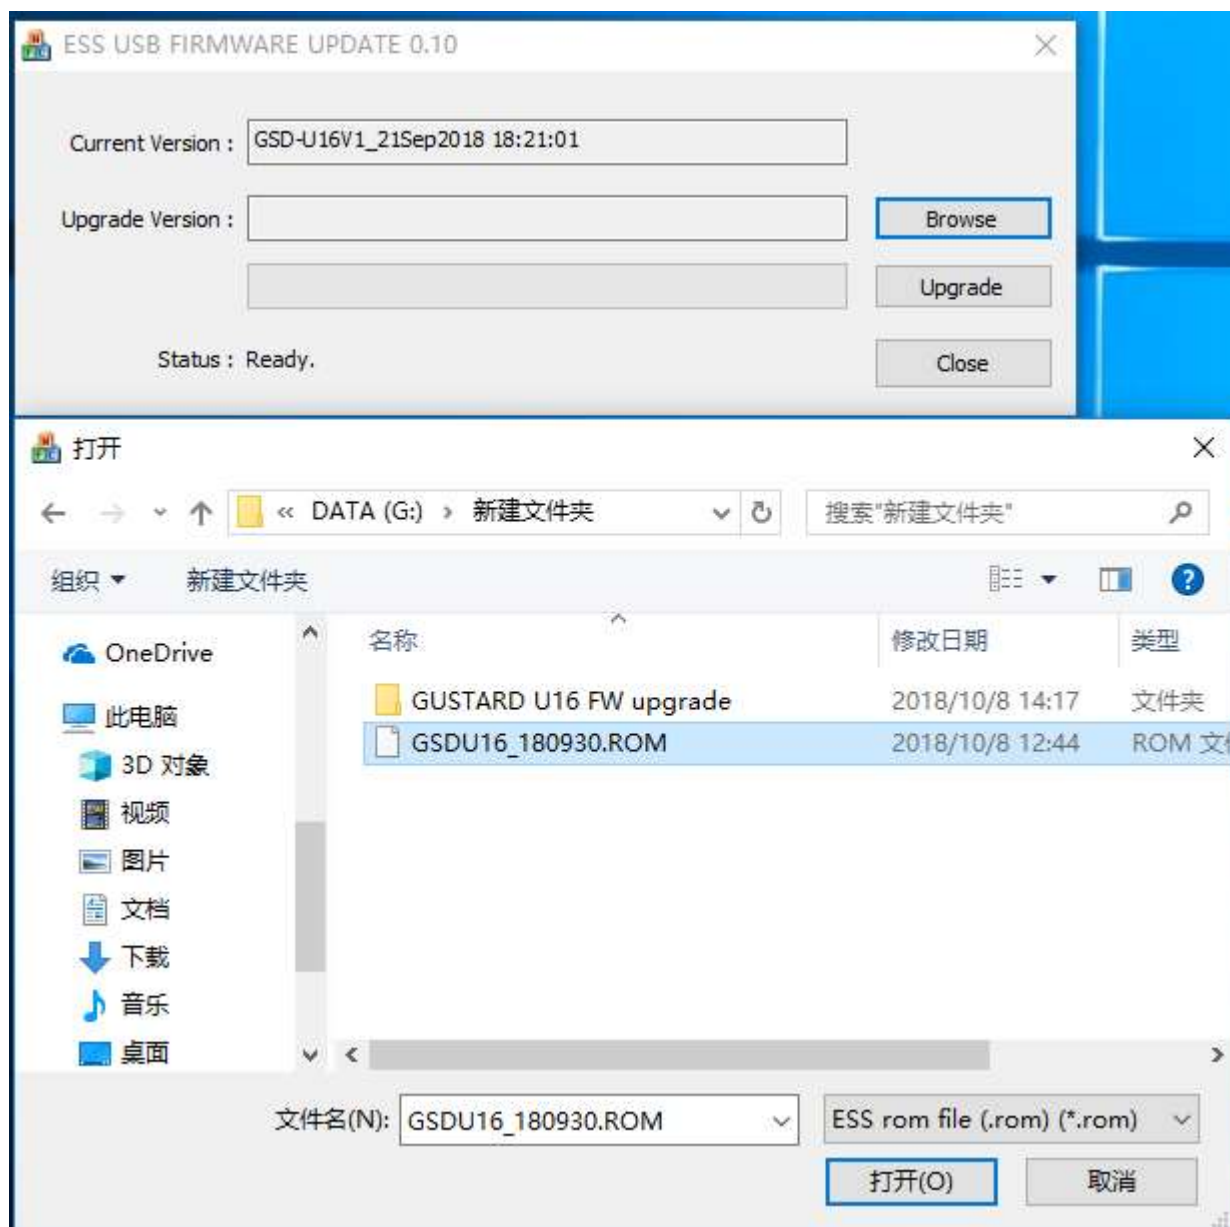 ESS USB FIRMWARE UPDATE 0.10
Current Version : GSD-U16V1_21Sep2018 18:21:01
Upgrade Version : Browse
Upgrade
Status : Ready. Close
打开
« DATA (G:) › 新建文件夹 搜索"新建文件夹"
组织 新建文件夹
名称 修改日期 类型
OneDrive
GUSTARD U16 FW upgrade 2018/10/8 14:17 文件夹
此电脑
GSDU16_180930.ROM 2018/10/8 12:44 ROM 文
3D 对象
视频
图片
文档
下载
音乐
桌面
文件名(N): GSDU16_180930.ROM ESS rom file (.rom) (*.rom)
打开(O) 取消